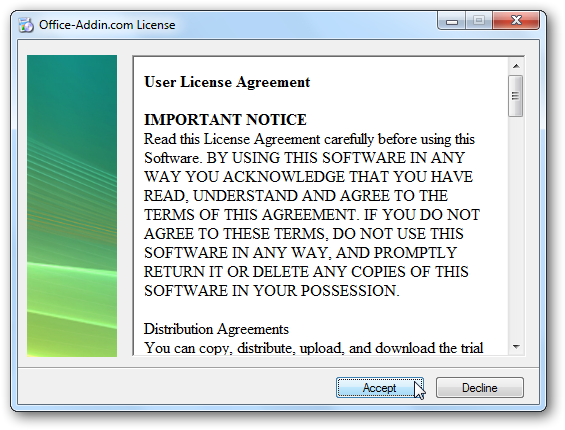 Office-Addin.com License
User License Agreement
IMPORTANT NOTICE
Read this License Agreement carefully before using this
Software. BY USING THIS SOFTWARE IN ANY
WAY YOU ACKNOWLEDGE THAT YOU HAVE
READ, UNDERSTAND AND AGREE TO THE
TERMS OF THIS AGREEMENT. IF YOU DO NOT
AGREE TO THESE TERMS, DO NOT USE THIS
SOFTWARE IN ANY WAY, AND PROMPTLY
RETURN IT OR DELETE ANY COPIES OF THIS
SOFTWARE IN YOUR POSSESSION.
Distribution Agreements
You can copy, distribute, upload, and download the trial
Accept Decline